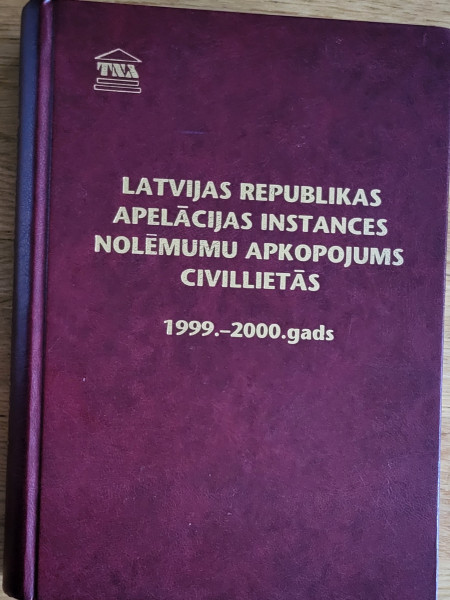 TNA
LATVIJAS REPUBLIKAS
APELĀCIJAS INSTANCES
NOLĒMUMU APKOPOJUMS
CIVILLIETĀS
1999.–2000.gads